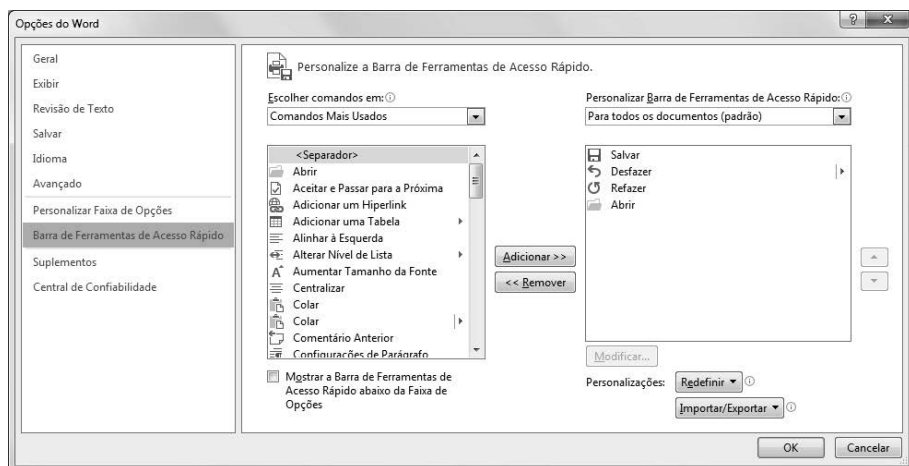 Opções do Word
Geral
Exibir
Revisão de Texto
Salvar
Idioma
Avançado
Personalizar Faixa de Opções
Barra de Ferramentas de Acesso Rápido
Suplementos
Central de Confiabilidade
Personalize a Barra de Ferramentas de Acesso Rápido.
Escolher comandos em:
Comandos Mais Usados
<Separador>
Abrir
Aceitar e Passar para a Próxima
Adicionar um Hiperlink
Adicionar uma Tabela
Alinhar à Esquerda
Alterar Nível de Lista
Aumentar Tamanho da Fonte
Centralizar
Colar
Colar
Comentário Anterior
Configurações de Parágrafo
Mostrar a Barra de Ferramentas de
Acesso Rápido abaixo da Faixa de
Opções
Adicionar >>
<< Remover
Personalizar Barra de Ferramentas de Acesso Rápido:
Para todos os documentos (padrão)
Salvar
Desfazer
Refazer
Abrir
Modificar...
Personalizações:
Redefinir
Importar/Exportar
OK
Cancelar